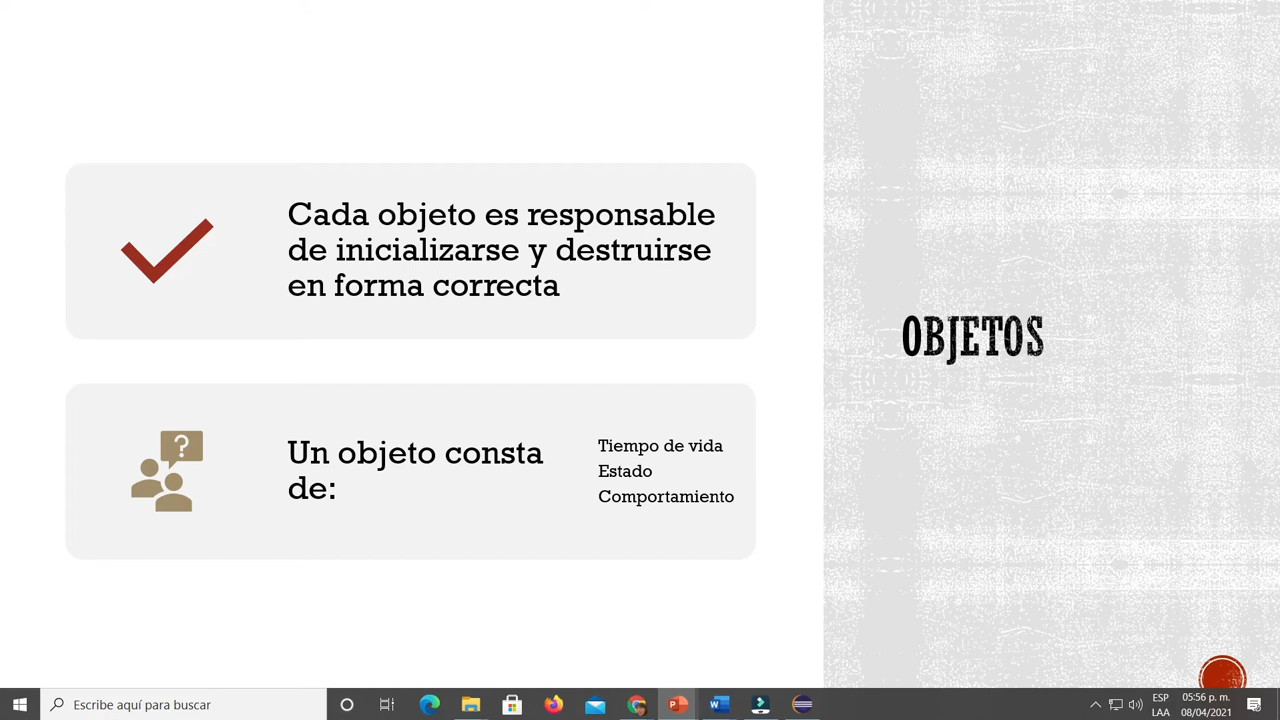 Cada objeto es responsable
de inicializarse y destruirse
en forma correcta
Un objeto consta
de:
Tiempo de vida
Estado
Comportamiento
OBJETOS
?
Escribe aquí para buscar
ESP
LAA
05:56 p. m.
08/04/2021